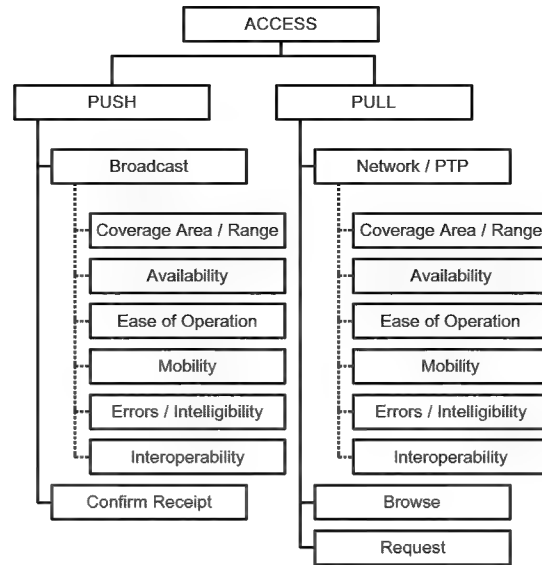 ACCESS
PUSH
PULL
Broadcast
Network / PTP
Coverage Area / Range
Coverage Area / Range
Availability
Availability
Ease of Operation
Ease of Operation
Mobility
Mobility
Errors / Intelligibility
Errors / Intelligibility
Interoperability
Interoperability
Confirm Receipt
Browse
Request